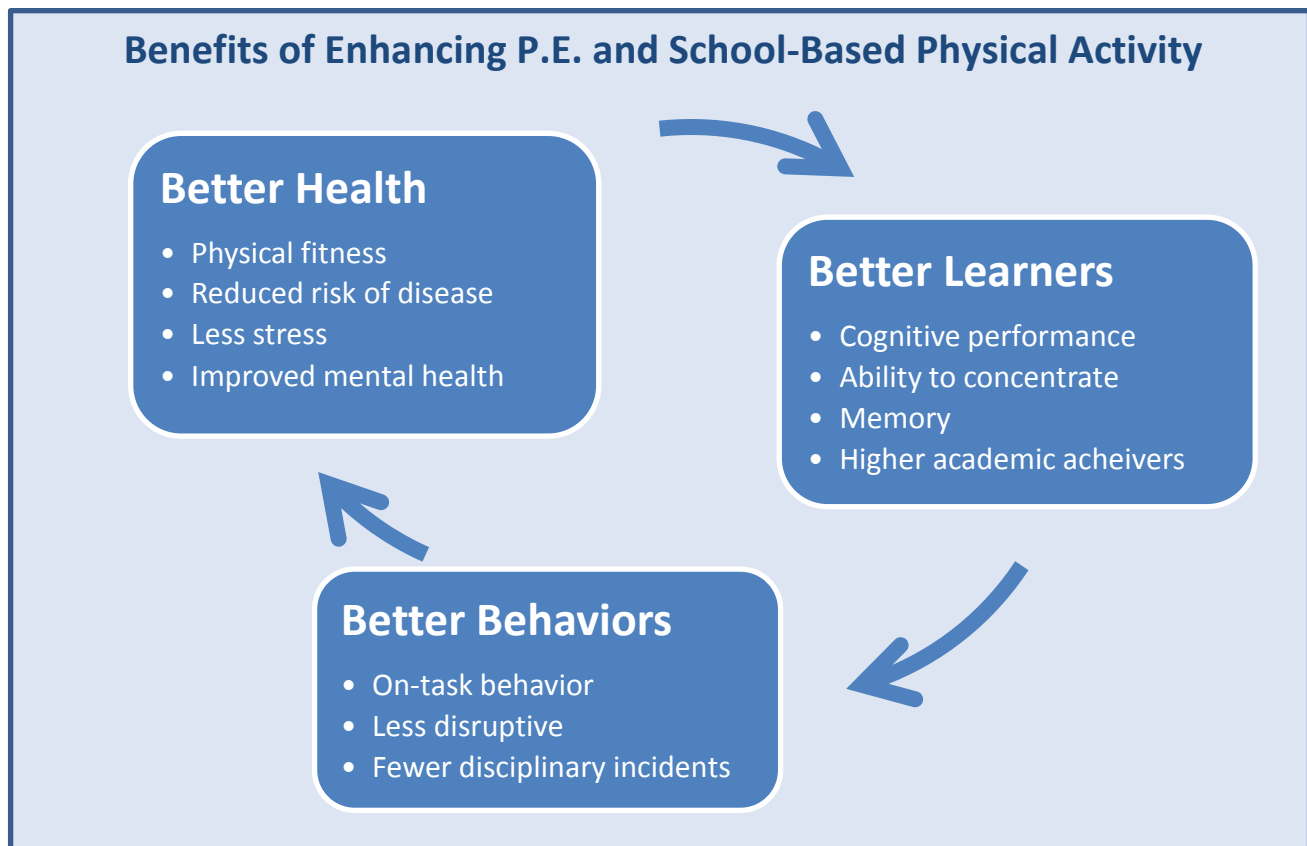 Benefits of Enhancing P.E. and School-Based Physical Activity
Better Health
• Physical fitness
• Reduced risk of disease
• Less stress
• Improved mental health
Better Learners
• Cognitive performance
• Ability to concentrate
• Memory
• Higher academic acheivers
Better Behaviors
• On-task behavior
• Less disruptive
• Fewer disciplinary incidents